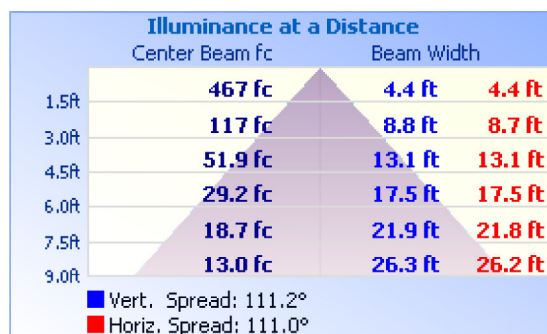 Illuminance at a Distance
Center Beam fc Beam Width
1.5ft 467 fc 4.4 ft 4.4 ft
3.0ft 117 fc 8.8 ft 8.7 ft
4.5ft 51.9 fc 13.1 ft 13.1 ft
6.0ft 29.2 fc 17.5 ft 17.5 ft
7.5ft 18.7 fc 21.9 ft 21.8 ft
9.0ft 13.0 fc 26.3 ft 26.2 ft
Vert. Spread: 111.2°
Horiz. Spread: 111.0°